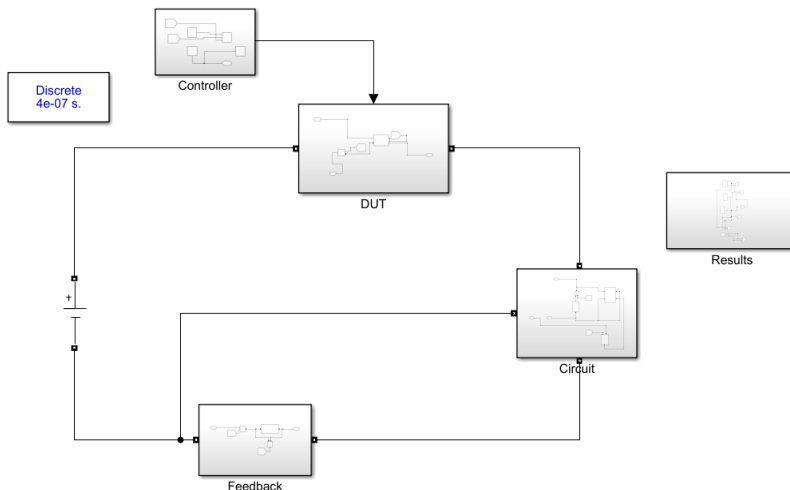 Controller
Discrete
4e-07 s.
DUT
Results
+
Circuit
Feedback